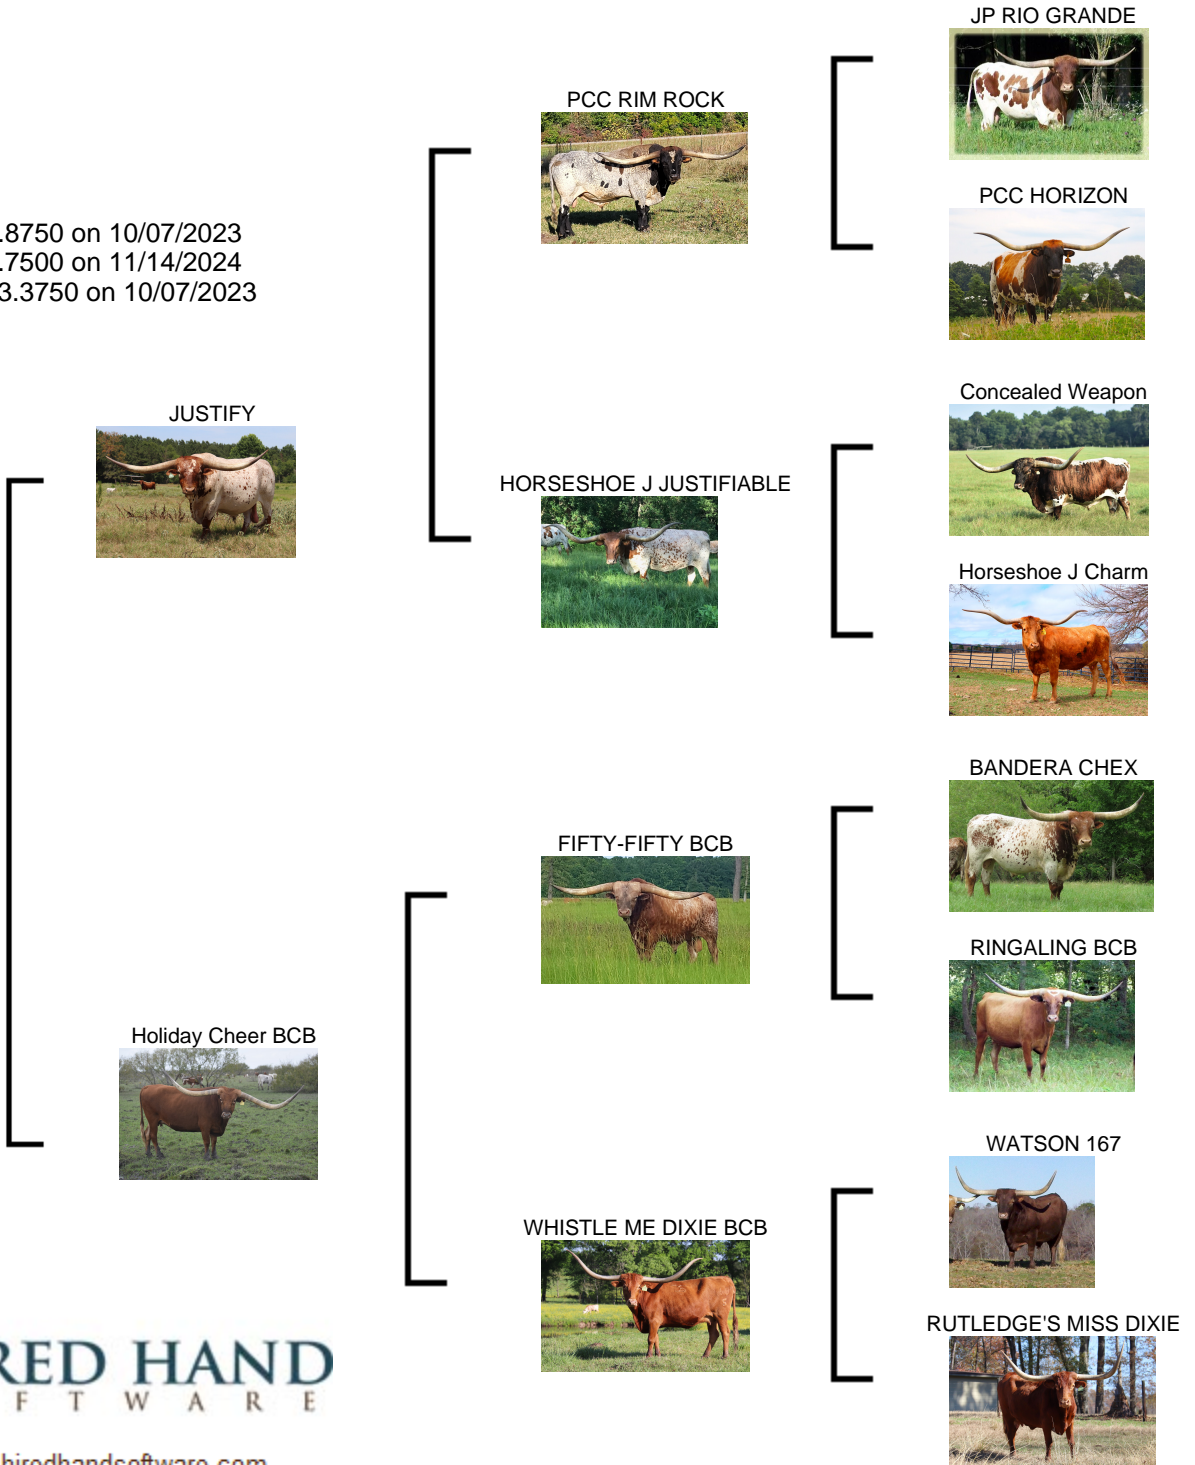 JP RIO GRANDE
PCC RIM ROCK
PCC HORIZON
.8750 on 10/07/2023
.7500 on 11/14/2024
3.3750 on 10/07/2023
JUSTIFY
Concealed Weapon
HORSESHOE J JUSTIFIABLE
Horseshoe J Charm
BANDERA CHEX
FIFTY-FIFTY BCB
RINGALING BCB
Holiday Cheer BCB
WATSON 167
WHISTLE ME DIXIE BCB
RUTLEDGE'S MISS DIXIE
RED HAND
F T W A R E
hiredhandsoftware.com